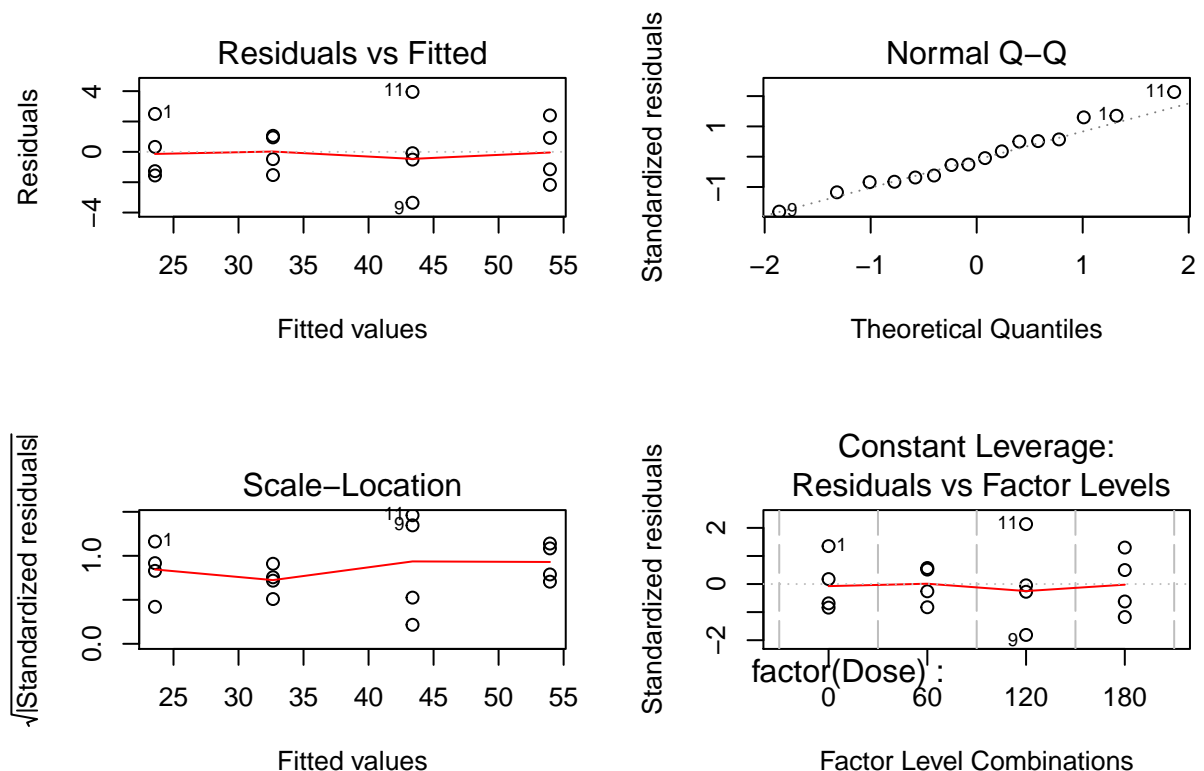 Residuals vs Fitted
Residuals
4
0
−4
11
1
9
25 30 35 40 45 50 55
Fitted values
Normal Q−Q
Standardized residuals
1
−1
11
1
9
−2 −1 0 1 2
Theoretical Quantiles
Scale−Location
√|Standardized residuals|
1.0
0.0
11
9
1
25 30 35 40 45 50 55
Fitted values
Constant Leverage:
Residuals vs Factor Levels
Standardized residuals
2
0
−2
11
1
9
factor(Dose) :
0 60 120 180
Factor Level Combinations